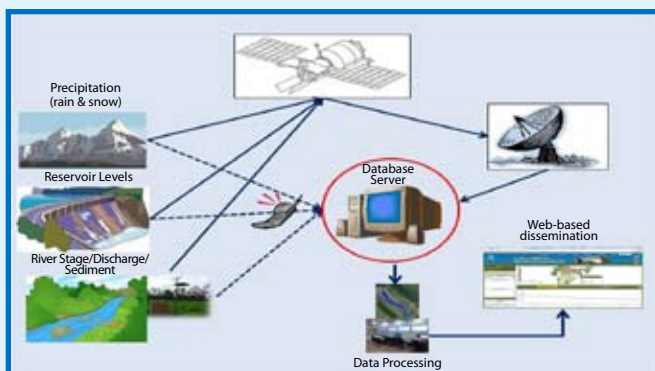 Precipitation
(rain & snow)
Reservoir Levels
River Stage/Discharge/
Sediment
Database
Server
Web-based
dissemination
Data Processing